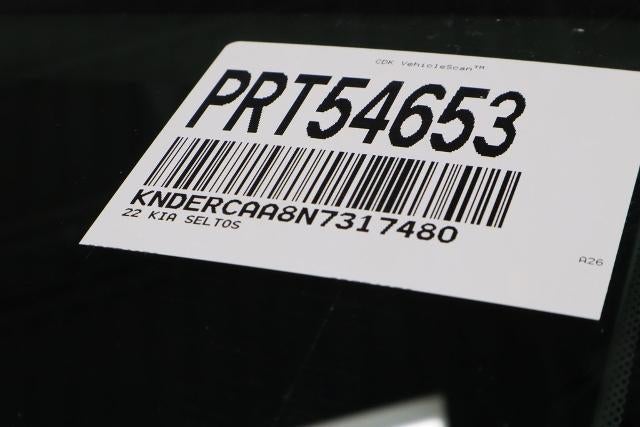 CDK VehicleScan™
PRT54653
KNDERCAA8N7317480
22 KIA SELTOS
A26